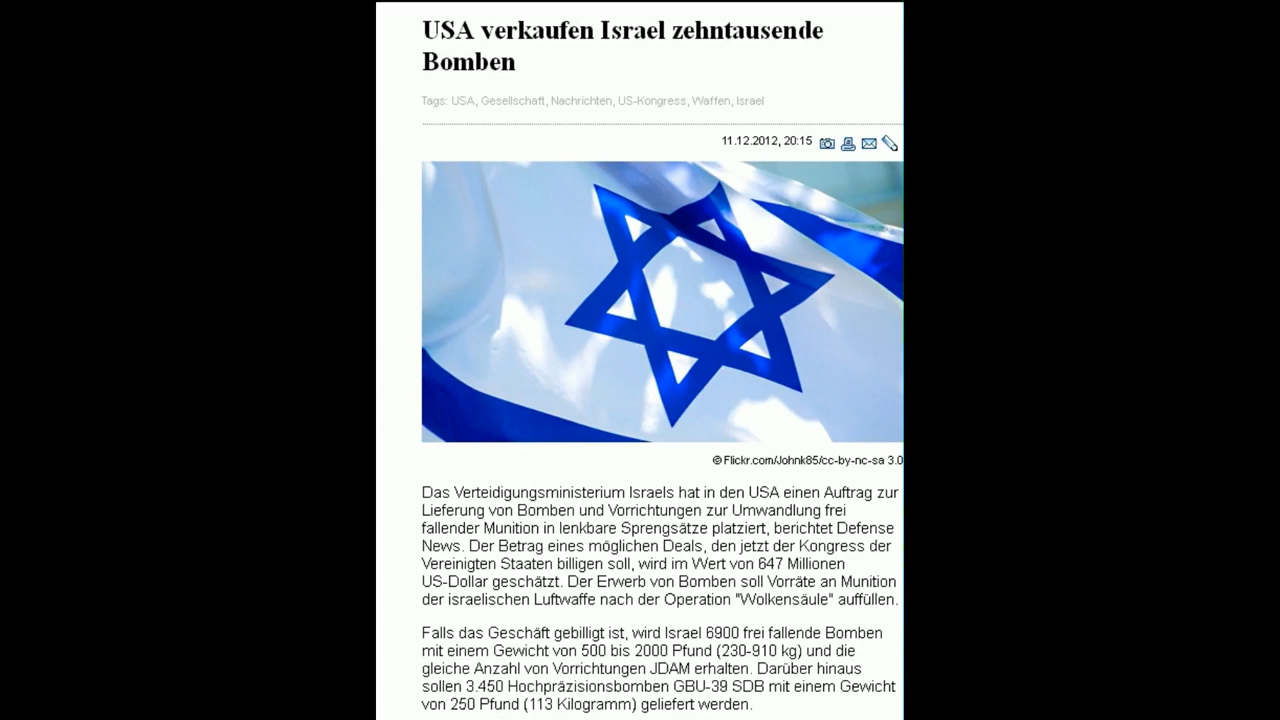 USA verkaufen Israel zehntausende
Bomben
Tags: USA, Gesellschaft, Nachrichten, US-Kongress, Waffen, Israel
11.12.2012, 20:15
© Flickr.com/Johnk85/cc-by-nc-sa 3.0
Das Verteidigungsministerium Israels hat in den USA einen Auftrag zur
Lieferung von Bomben und Vorrichtungen zur Umwandlung frei
fallender Munition in lenkbare Sprengsätze platziert, berichtet Defense
News. Der Betrag eines möglichen Deals, den jetzt der Kongress der
Vereinigten Staaten billigen soll, wird im Wert von 647 Millionen
US-Dollar geschätzt. Der Erwerb von Bomben soll Vorräte an Munition
der israelischen Luftwaffe nach der Operation "Wolkensäule" auffüllen.
Falls das Geschäft gebilligt ist, wird Israel 6900 frei fallende Bomben
mit einem Gewicht von 500 bis 2000 Pfund (230-910 kg) und die
gleiche Anzahl von Vorrichtungen JDAM erhalten. Darüber hinaus
sollen 3.450 Hochpräzisionsbomben GBU-39 SDB mit einem Gewicht
von 250 Pfund (113 Kilogramm) geliefert werden.